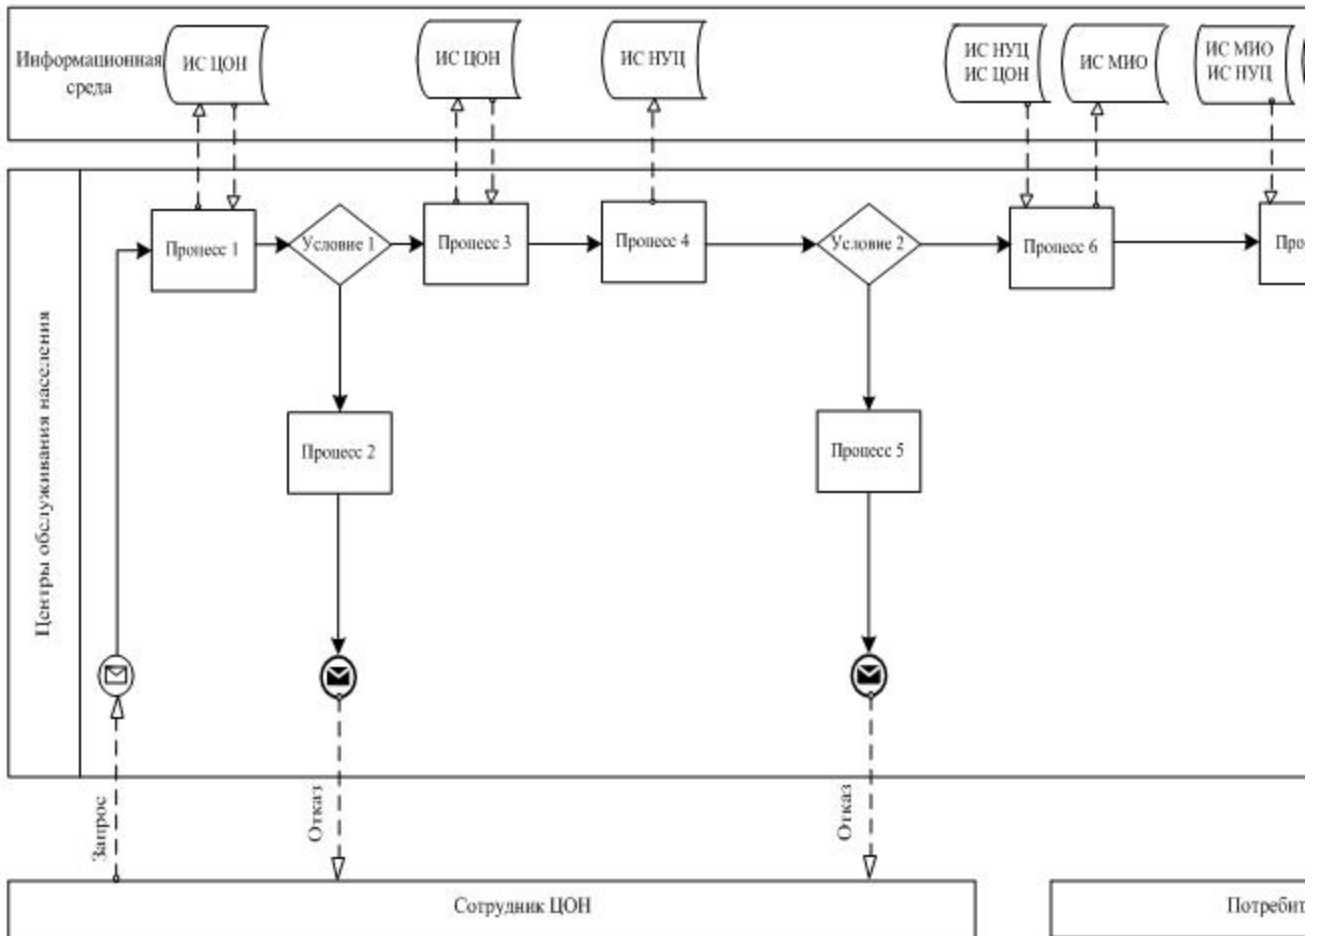 Информационная
среда
ИС ЦОН
ИС ЦОН
ИС НУЦ
ИС НУЦ
ИС ЦОН
ИС МИО
ИС МИО
ИС НУЦ
Центры обслуживания населения
Процесс 1
Условие 1
Процесс 3
Процесс 4
Условие 2
Процесс 6
Про
Процесс 2
Процесс 5
Запрос
Отказ
Отказ
Сотрудник ЦОН
Потребит